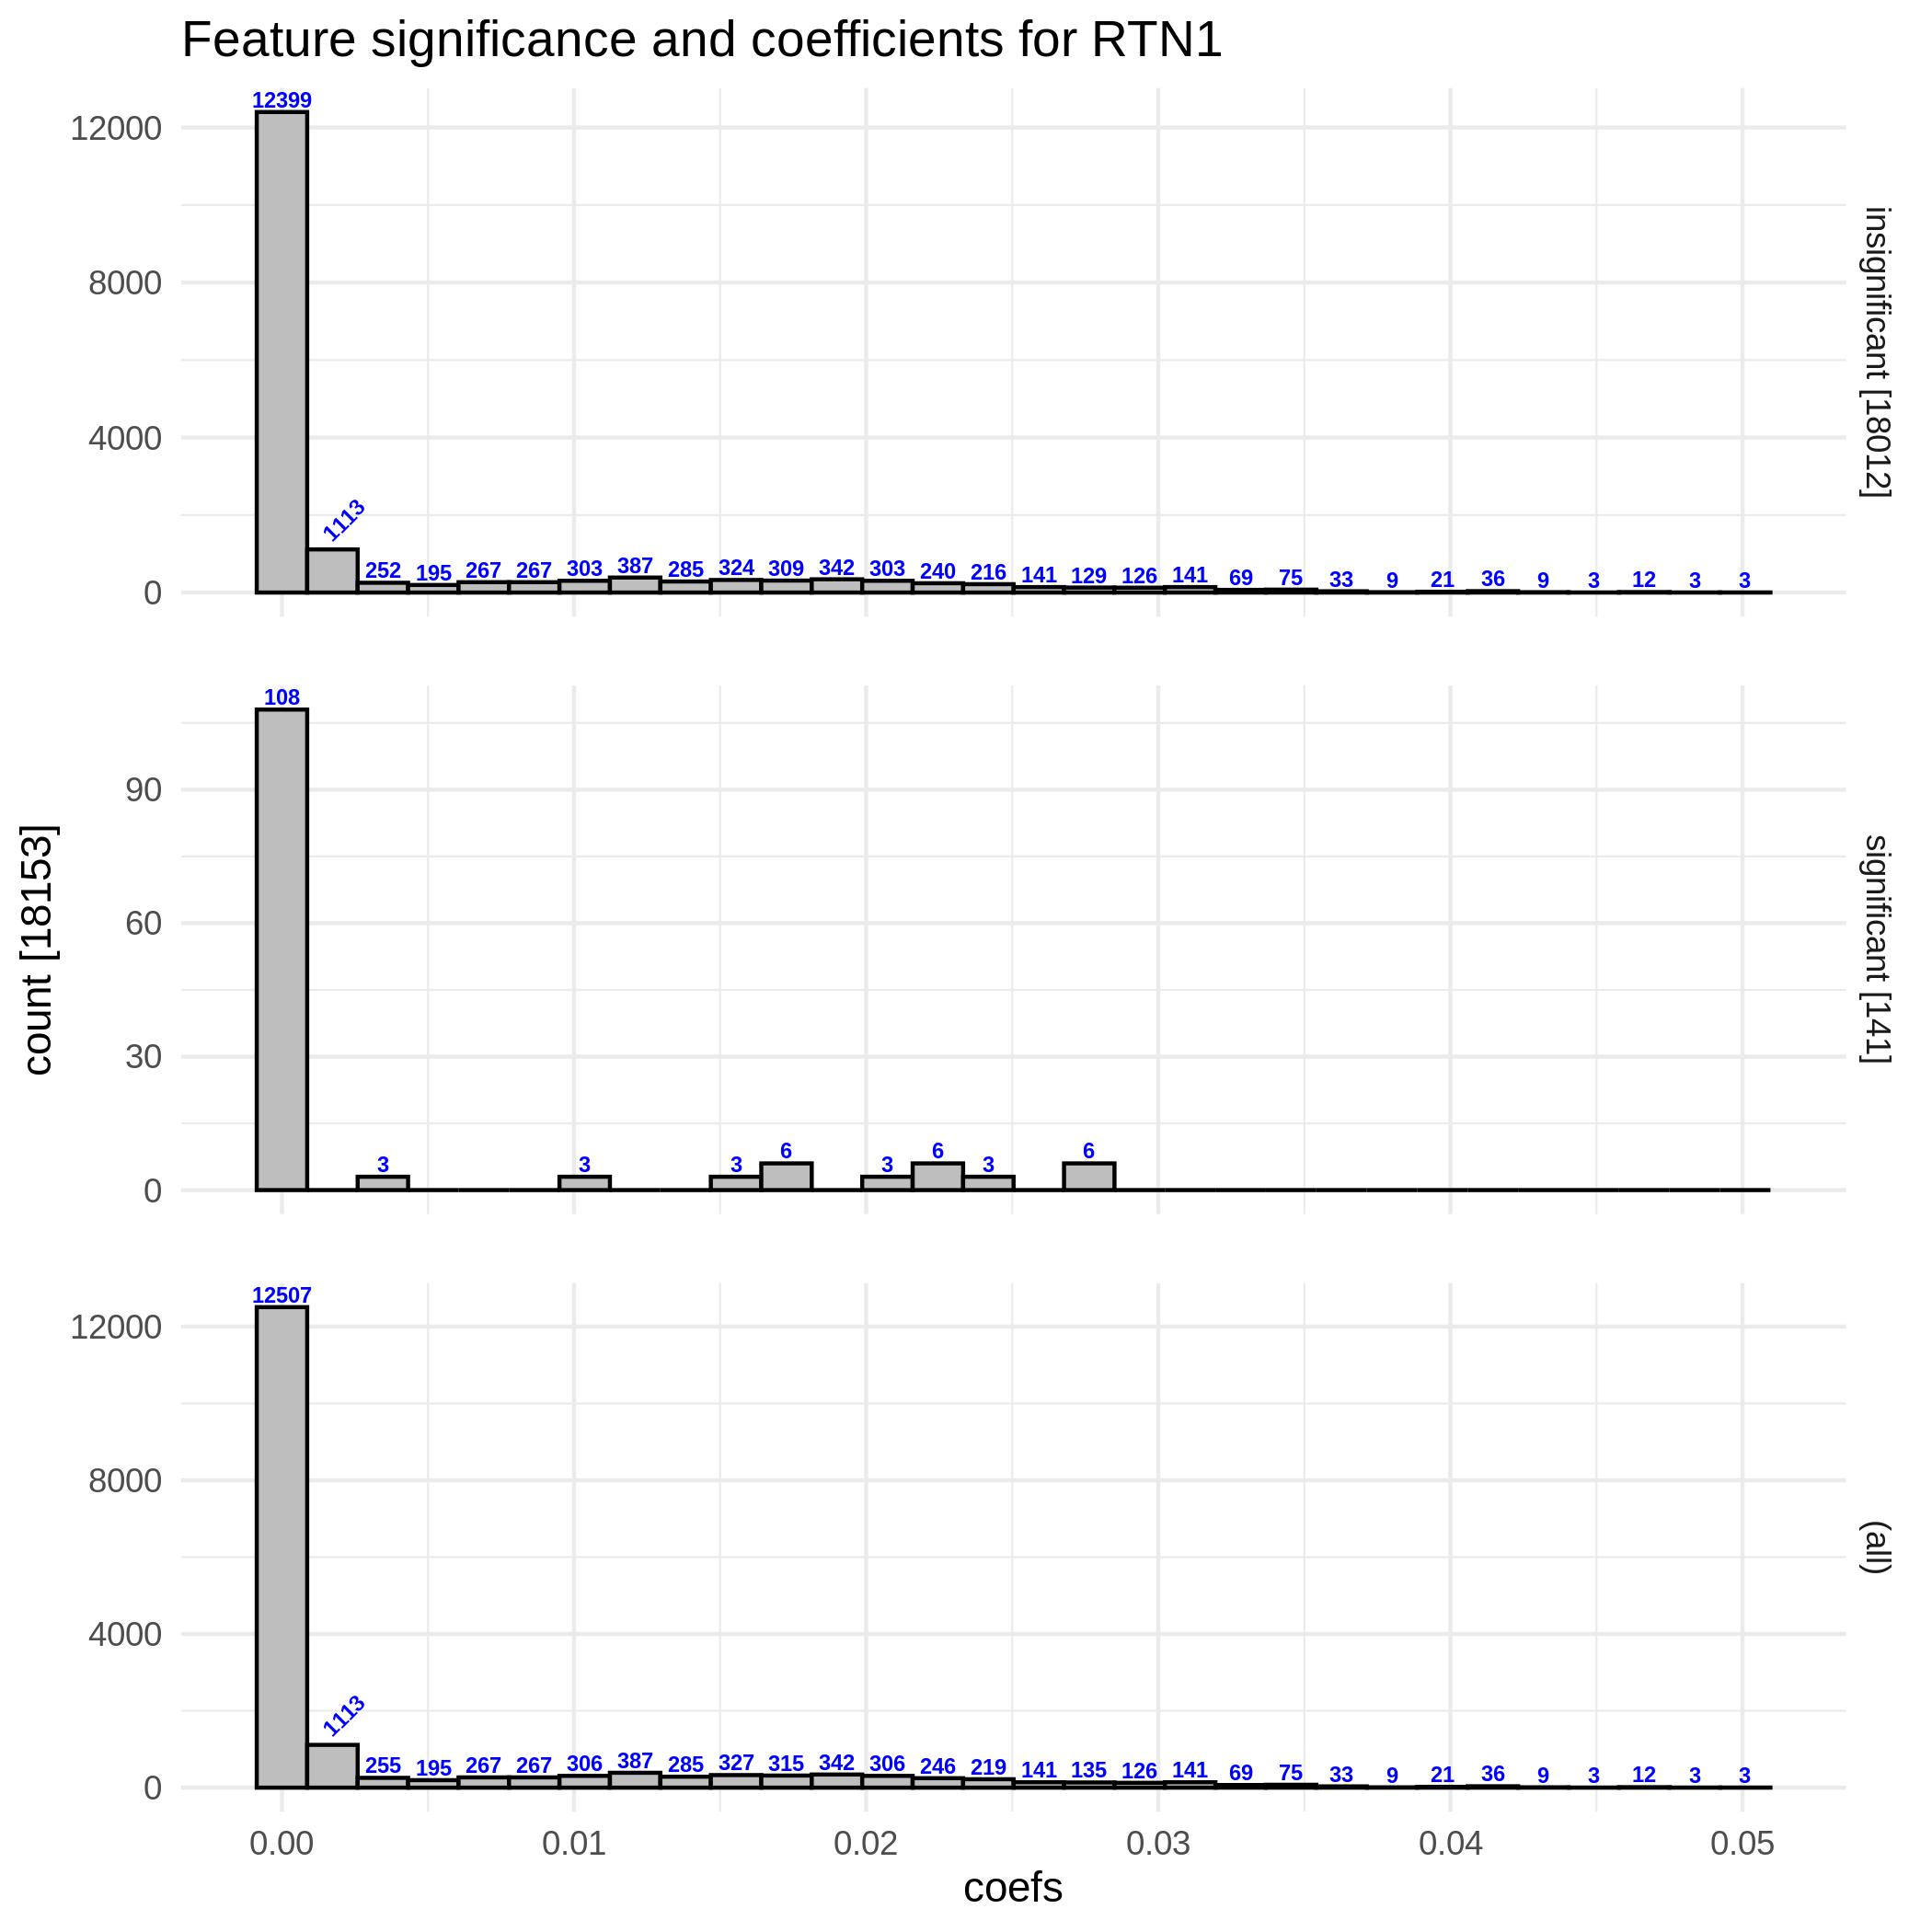 Feature significance and coefficients for RTN1
12399
12000
8000
4000
0
1113
252 195 267 267 303 387 285 324 309 342 303 240 216 141 129 126 141 69 75 33 9 21 36 9 3 12 3 3
insignificant [18012]
count [18153]
108
90
60
30
0
3 3 3 6 3 6 3 6
significant [141]
12507
12000
8000
4000
0
1113
255 195 267 267 306 387 285 327 315 342 306 246 219 141 135 126 141 69 75 33 9 21 36 9 3 12 3 3
(all)
0.00 0.01 0.02 0.03 0.04 0.05
coefs